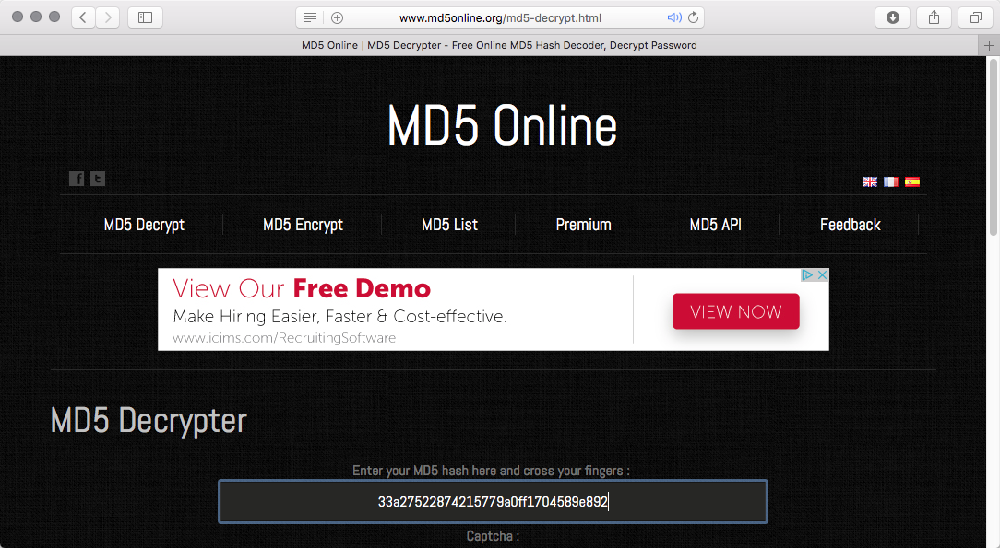 www.md5online.org/md5-decrypt.html
MD5 Online | MD5 Decrypter - Free Online MD5 Hash Decoder, Decrypt Password
MD5 Online
f t
MD5 Decrypt MD5 Encrypt MD5 List Premium MD5 API Feedback
View Our Free Demo
Make Hiring Easier, Faster & Cost-effective.
www.icims.com/RecruitingSoftware
VIEW NOW
MD5 Decrypter
Enter your MD5 hash here and cross your fingers :
33a27522874215779a0ff1704589e892
Captcha :